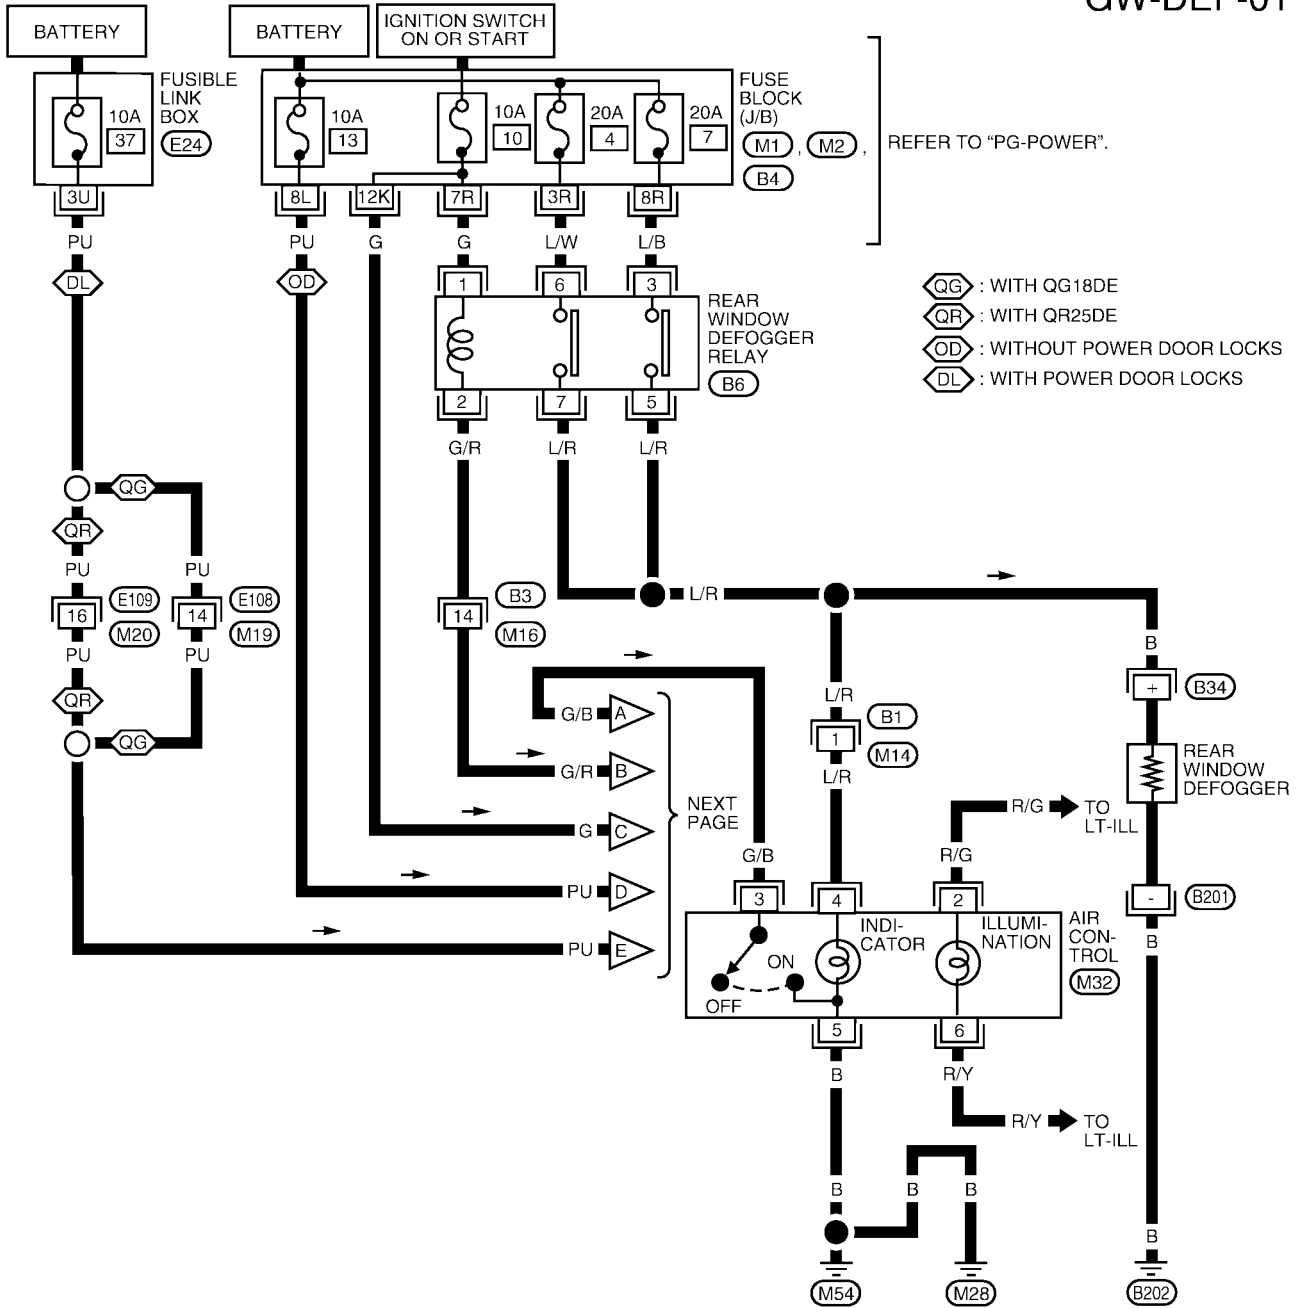 BATTERY
BATTERY
IGNITION SWITCH
ON OR START
FUSIBLE
LINK
BOX
10A
37
E24
10A
13
10A
10
20A
4
20A
7
FUSE
BLOCK
(J/B)
M1 , M2 ,
B4
REFER TO “PG-POWER”.
3U
8L
12K
7R
3R
8R
PU
PU
G
G
L/W
L/B
DL
OD
1
6
3
REAR
WINDOW
DEFOGGER
RELAY
B6
QG : WITH QG18DE
QR : WITH QR25DE
OD : WITHOUT POWER DOOR LOCKS
DL : WITH POWER DOOR LOCKS
2
7
5
G/R
L/R
L/R
QG
QR
PU
PU
16
E109
M20
14
E108
M19
PU
PU
QR
QG
14
B3
M16
L/R
B
+
B34
L/R
1
B1
M14
L/R
REAR
WINDOW
DEFOGGER
G/B A
G/R B
G C
PU D
PU E
NEXT
PAGE
R/G
TO
LT-ILL
G/B
R/G
3
4
2
-
B201
B
INDI-
CATOR
ILLUMI-
NATION
AIR
CON-
TROL
M32
ON
OFF
5
6
B
R/Y
R/Y
TO
LT-ILL
B
B
B
B
M54
M28
B202